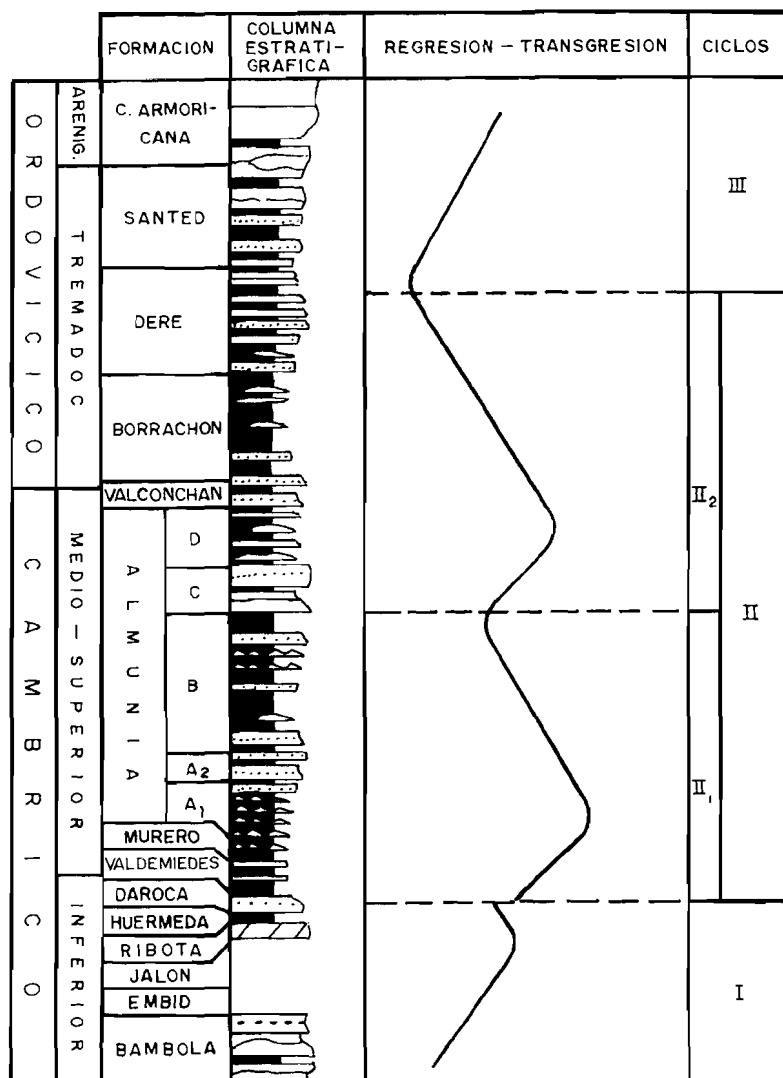 FORMACION
COLUMNA
ESTRATI-
GRAFICA
REGRESION - TRANSGRESION
CICLOS
ORDOVICICO
ARENIG.
C. ARMORI-
CANA
TREMADOC
SANTED
DERE
BORRACHON
III
CAMBRICO
MEDIO - SUPERIOR
VALCONCHAN
ALMUNIA
D
C
B
A2
A1
MURERO
VALDEMIEDES
II2
II
II1
INFERIOR
DAROCA
HUERMEDA
RIBOTA
JALON
EMBID
BAMBOLA
I